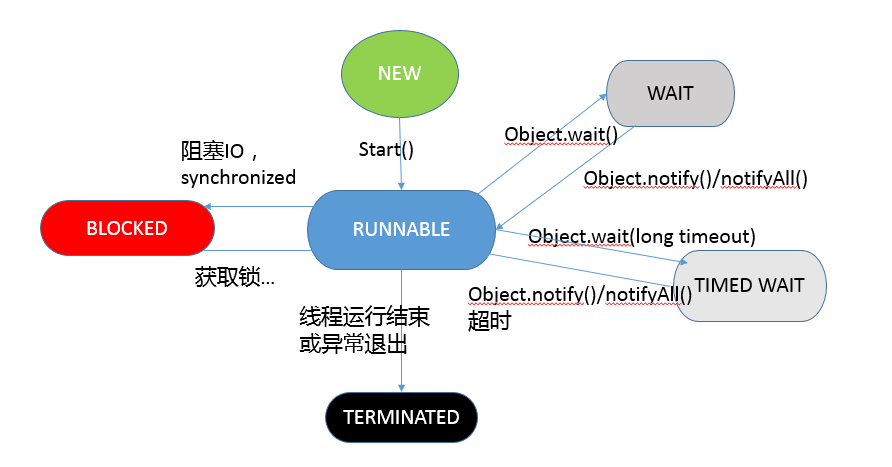 NEW
WAIT
Object.wait()
阻塞IO，
synchronized
Start()
Object.notify()/notifyAll()
BLOCKED
RUNNABLE
Object.wait(long timeout)
获取锁...
TIMED WAIT
Object.notify()/notifyAll()
超时
线程运行结束
或异常退出
TERMINATED